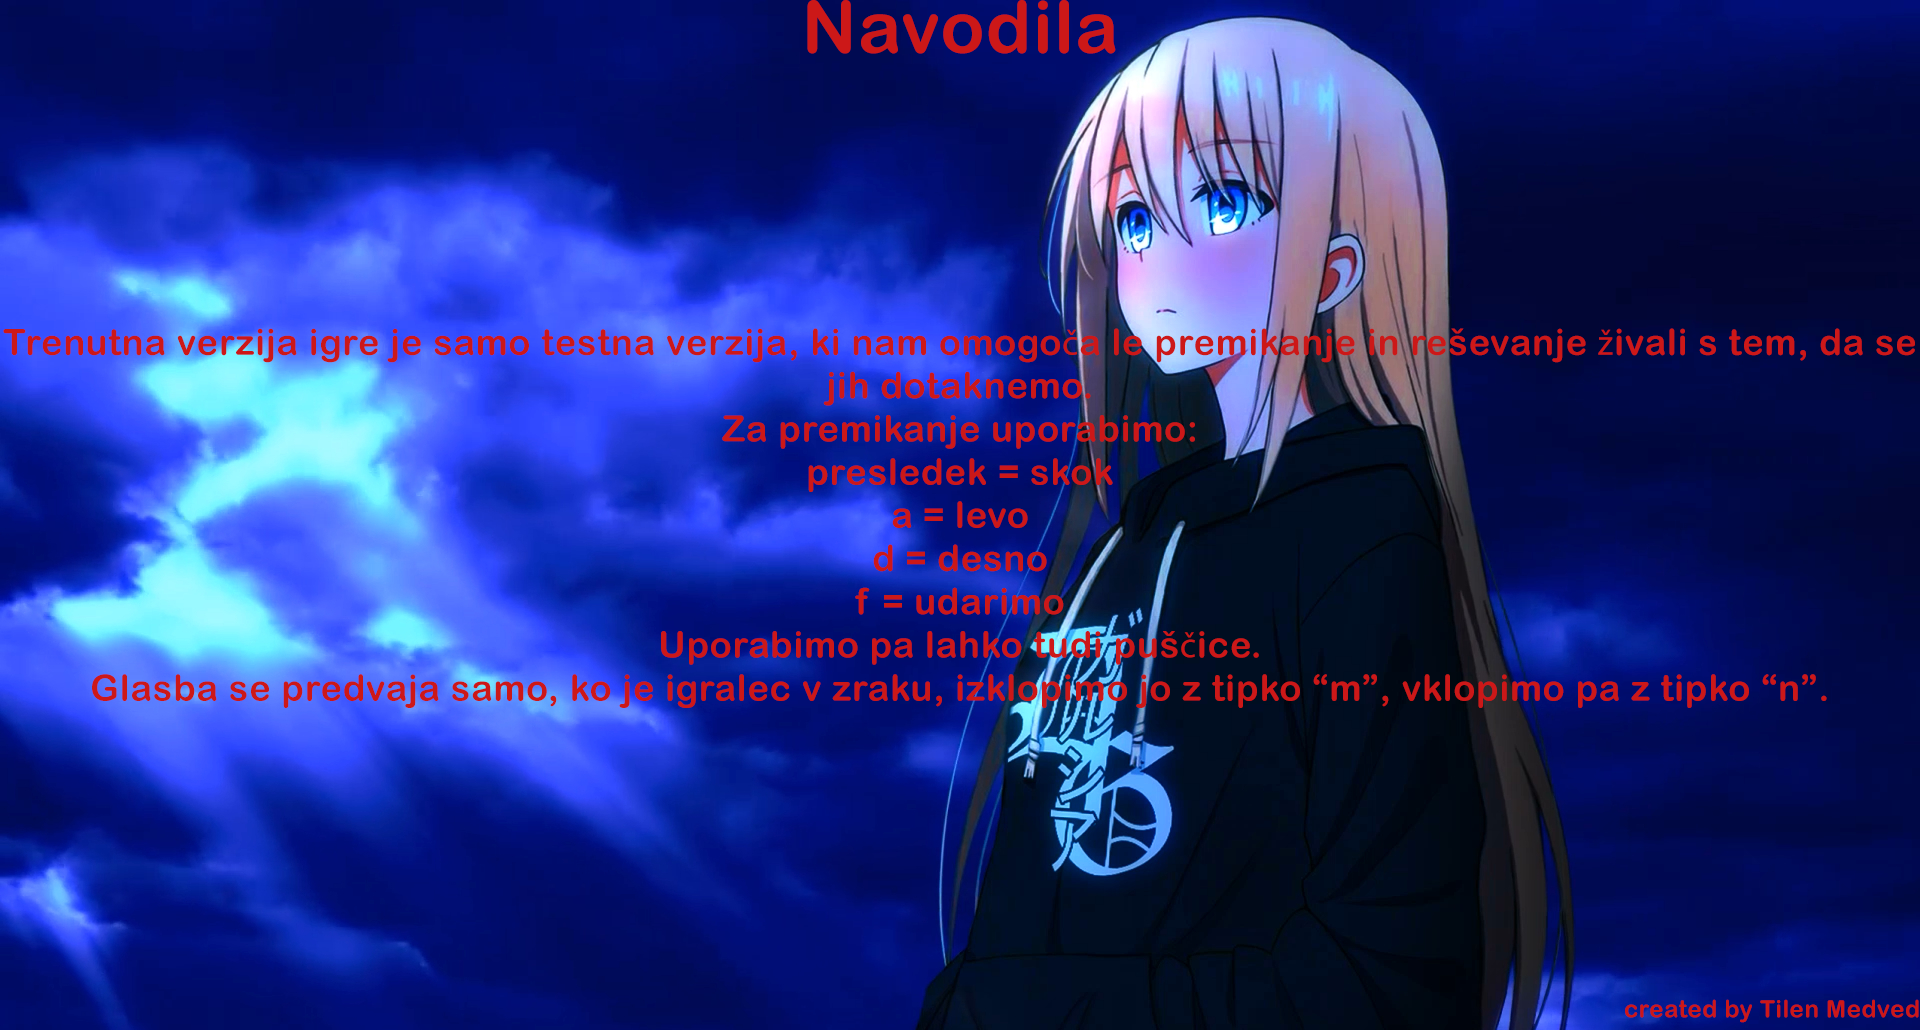 Navodila
Trenutna verzija igre je samo testna verzija, ki nam omogoča le premikanje in reševanje živali s tem, da se
jih dotaknemo.
Za premikanje uporabimo:
presledek = skok
a = levo
d = desno
f = udarimo
Uporabimo pa lahko tudi puščice.
Glasba se predvaja samo, ko je igralec v zraku, izklopimo jo z tipko “m”, vklopimo pa z tipko “n”.
created by Tilen Medved